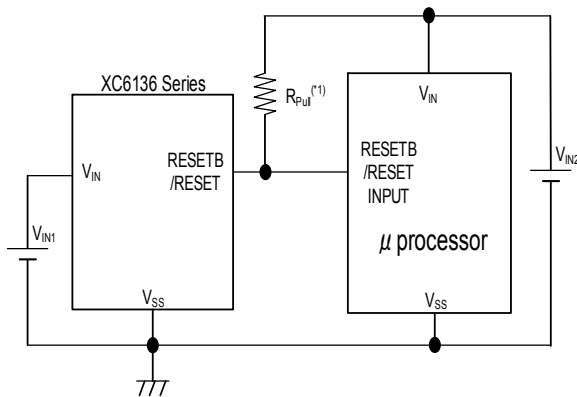 XC6136 Series
RPull(*1)
VIN
VIN
RESETB
/RESET
RESETB
/RESET
INPUT
VIN2
VIN1
μ processor
VSS
VSS